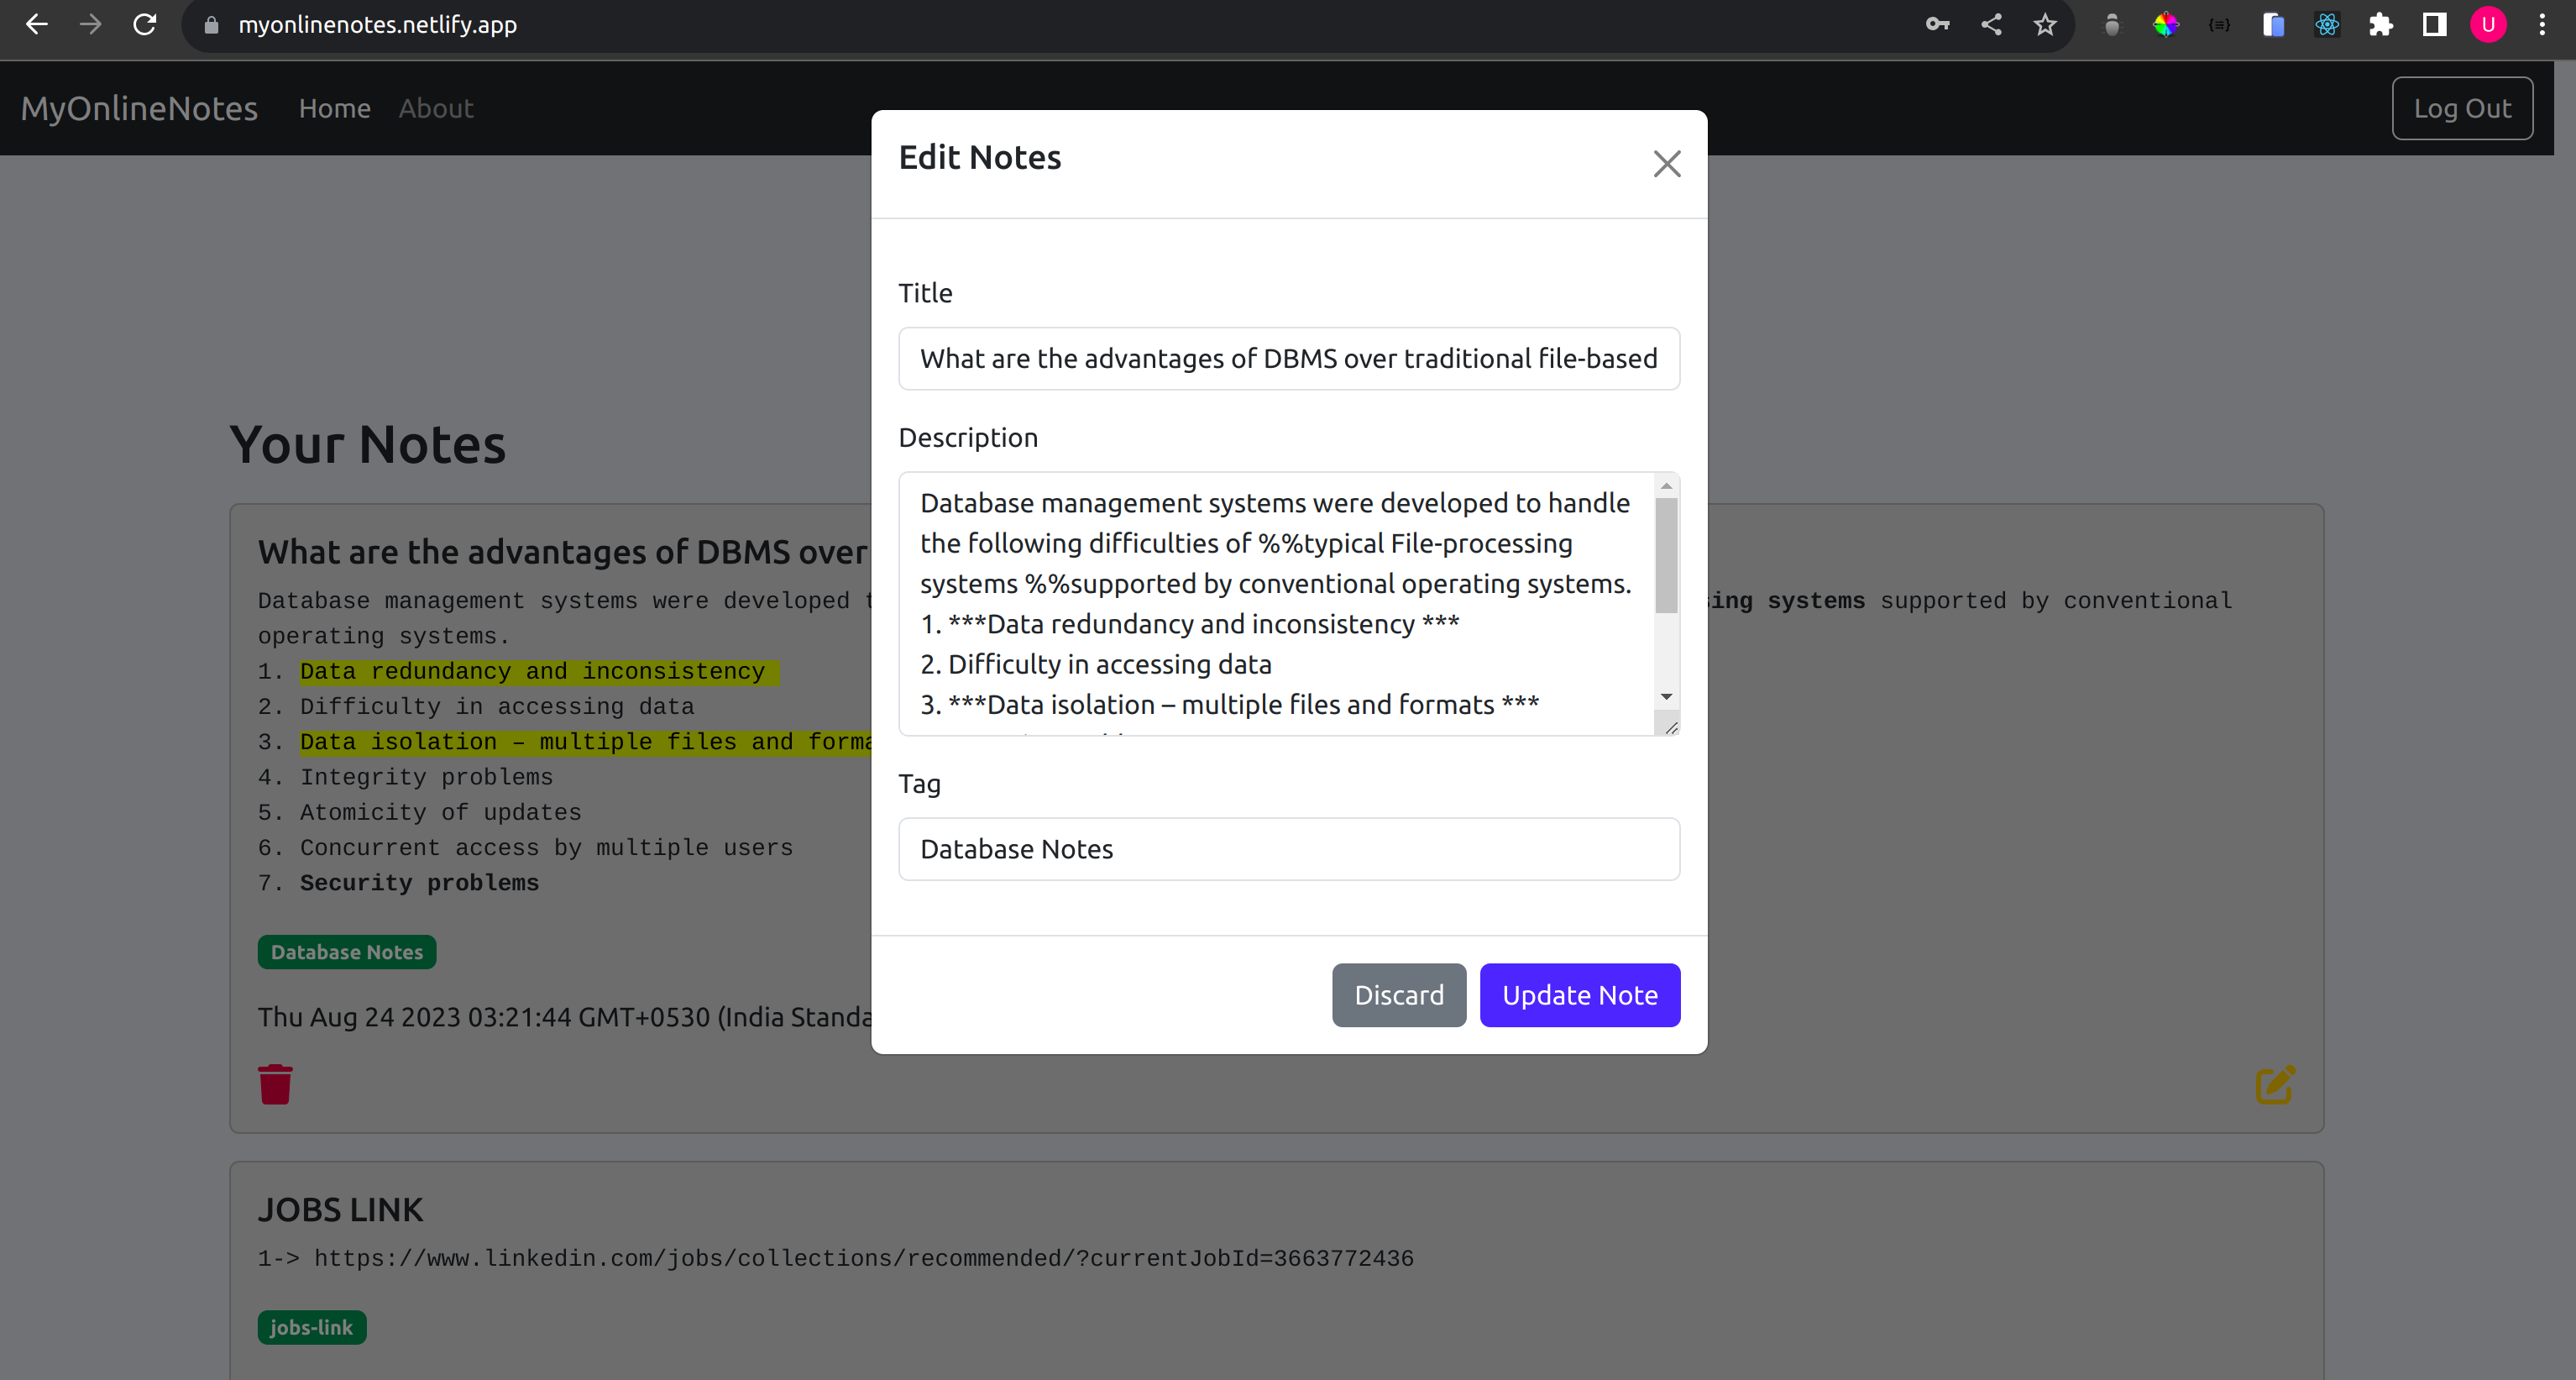 myonlinenotes.netlify.app
U
MyOnlineNotes Home About Log Out
Edit Notes
Title
What are the advantages of DBMS over traditional file-based
Description
Database management systems were developed to handle
the following difficulties of %%typical File-processing
systems %%supported by conventional operating systems.
1. ***Data redundancy and inconsistency ***
2. Difficulty in accessing data
3. ***Data isolation – multiple files and formats ***
Tag
Database Notes
Discard Update Note
Your Notes
What are the advantages of DBMS over
Database management systems were developed sing systems supported by conventional
operating systems.
1. Data redundancy and inconsistency
2. Difficulty in accessing data
3. Data isolation – multiple files and forma
4. Integrity problems
5. Atomicity of updates
6. Concurrent access by multiple users
7. Security problems
Database Notes
Thu Aug 24 2023 03:21:44 GMT+0530 (India Standa
JOBS LINK
1-> https://www.linkedin.com/jobs/collections/recommended/?currentJobId=3663772436
jobs-link